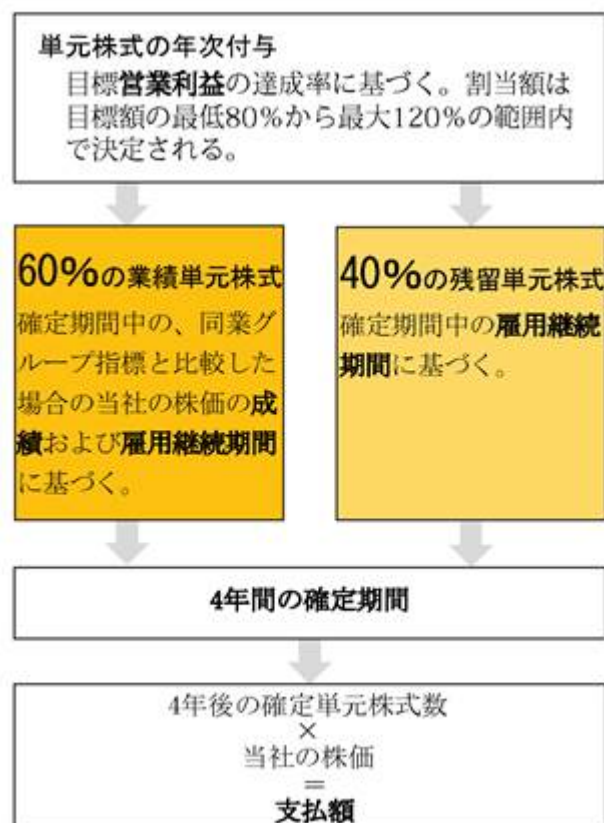 単元株式の年次付与
目標営業利益の達成率に基づく。割当額は
目標額の最低80%から最大120%の範囲内
で決定される。
60%の業績単元株式
確定期間中の、同業グ
ループ指標と比較した
場合の当社の株価の成
績および雇用継続期間
に基づく。
40%の残留単元株式
確定期間中の雇用継続
期間に基づく。
4年間の確定期間
4年後の確定単元株式数
×
当社の株価
=
支払額